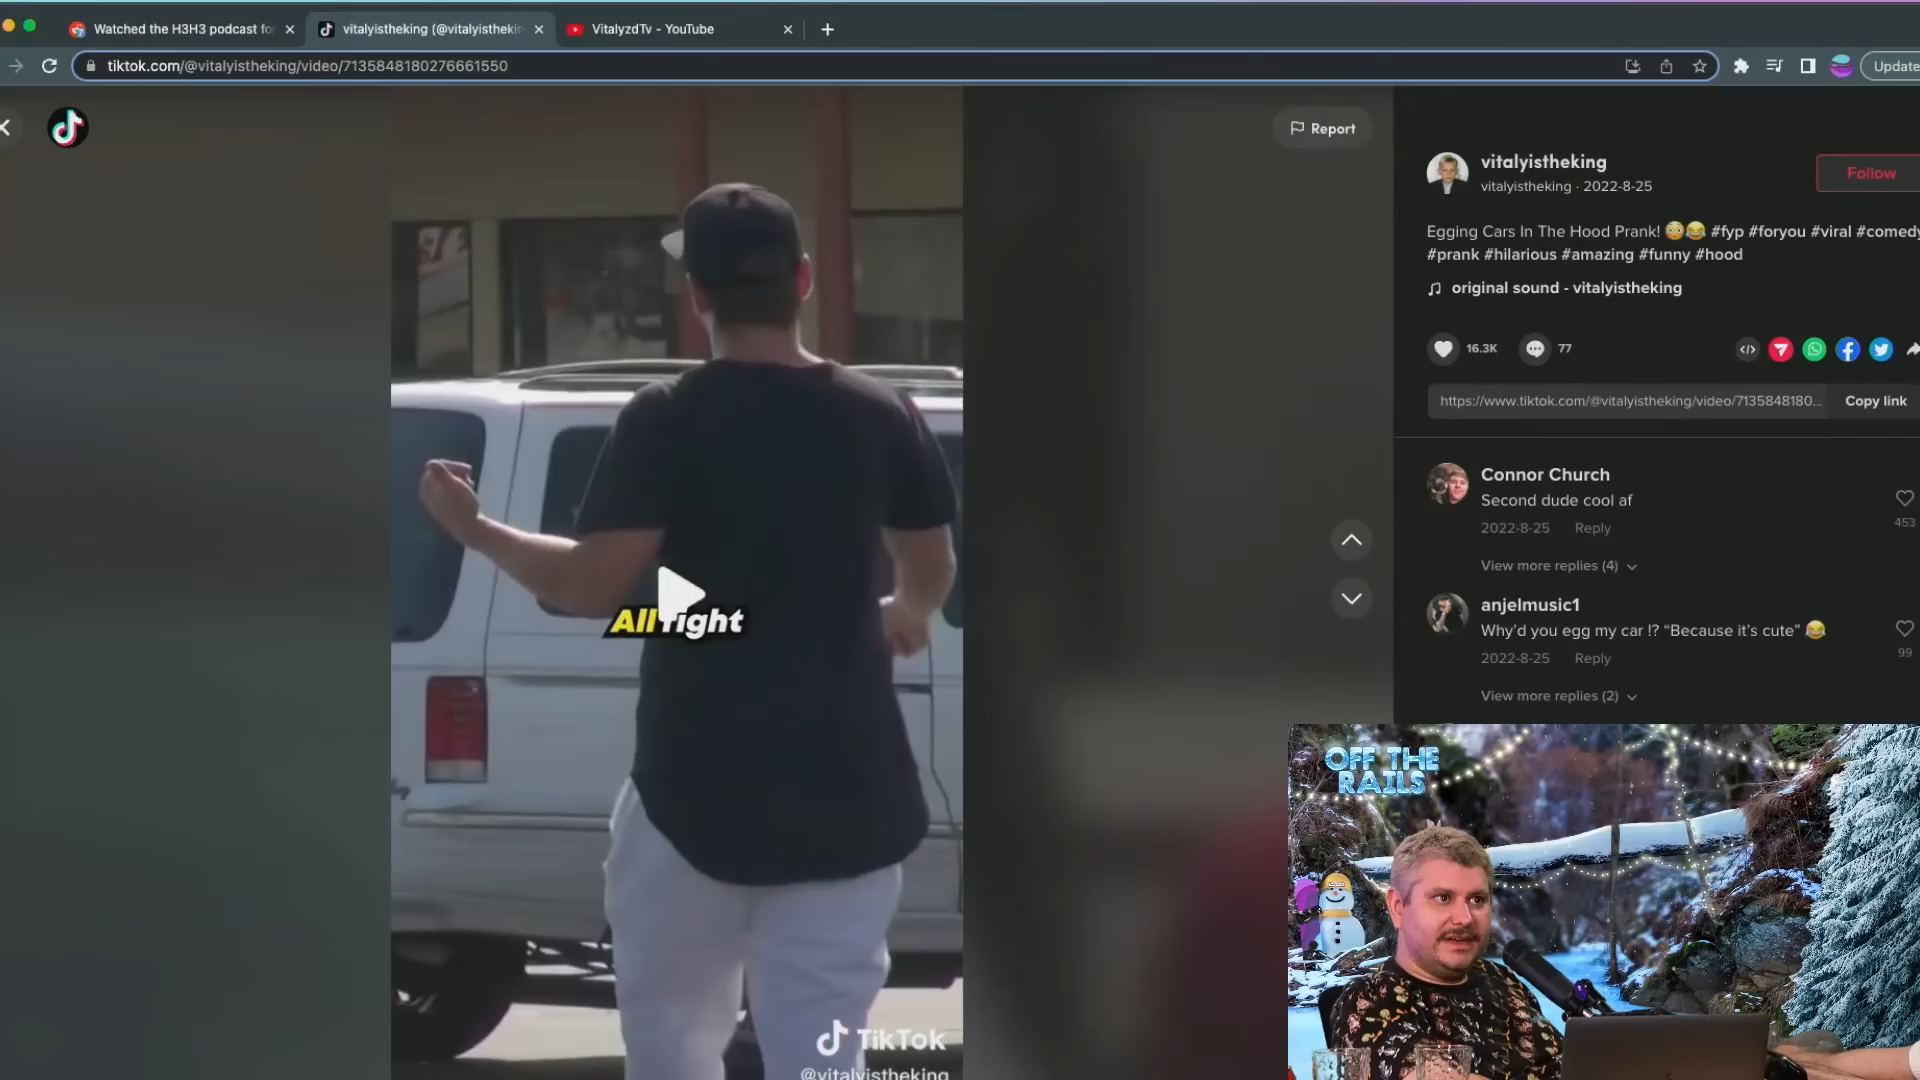 Watched the H3H3 podcast for
vitalyistheking (@vitalyisthekin
VitalyzdTv - YouTube
tiktok.com/@vitalyistheking/video/7135848180276661550
Update
Report
vitalyistheking
vitalyistheking · 2022-8-25
Follow
Egging Cars In The Hood Prank! 😳😂 #fyp #foryou #viral #comedy
#prank #hilarious #amazing #funny #hood
original sound - vitalyistheking
16.3K
77
https://www.tiktok.com/@vitalyistheking/video/7135848180...
Copy link
Connor Church
Second dude cool af
453
2022-8-25 Reply
View more replies (4)
anjelmusic1
Why'd you egg my car !? “Because it's cute” 😂
99
2022-8-25 Reply
View more replies (2)
All right
OFF THE
RAILS
TikTok
@vitalyistheking